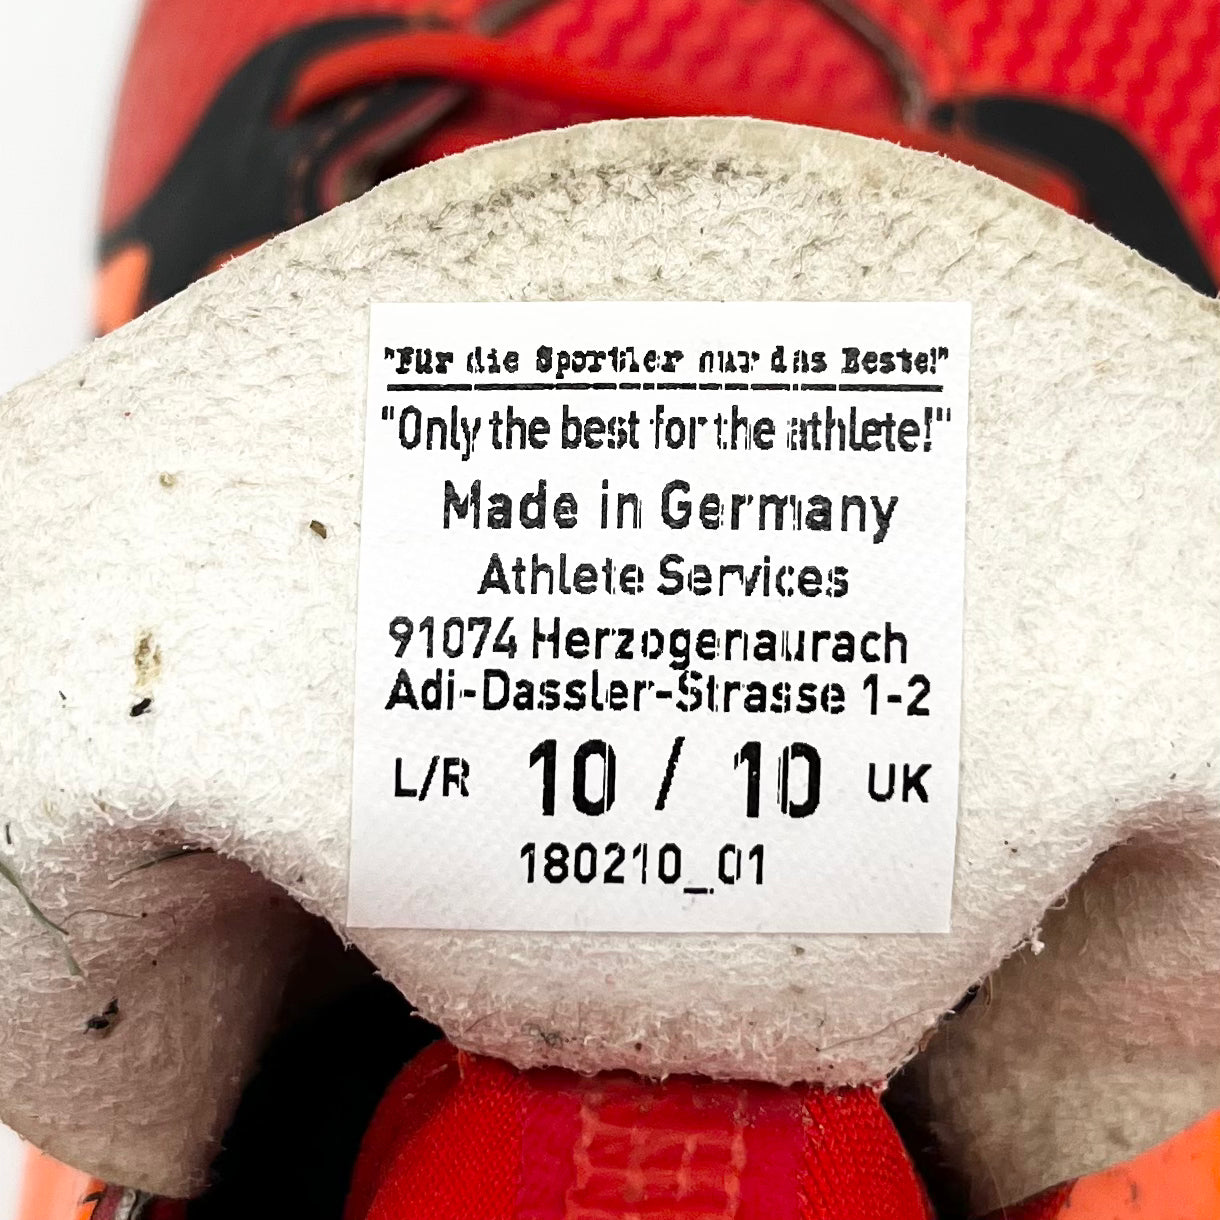 "Für die Sportler nur das Beste!"
"Only the best for the athlete!"
Made in Germany
Athlete Services
91074 Herzogenaurach
Adi-Dassler-Strasse 1-2
L/R 10 / 10 UK
180210_01